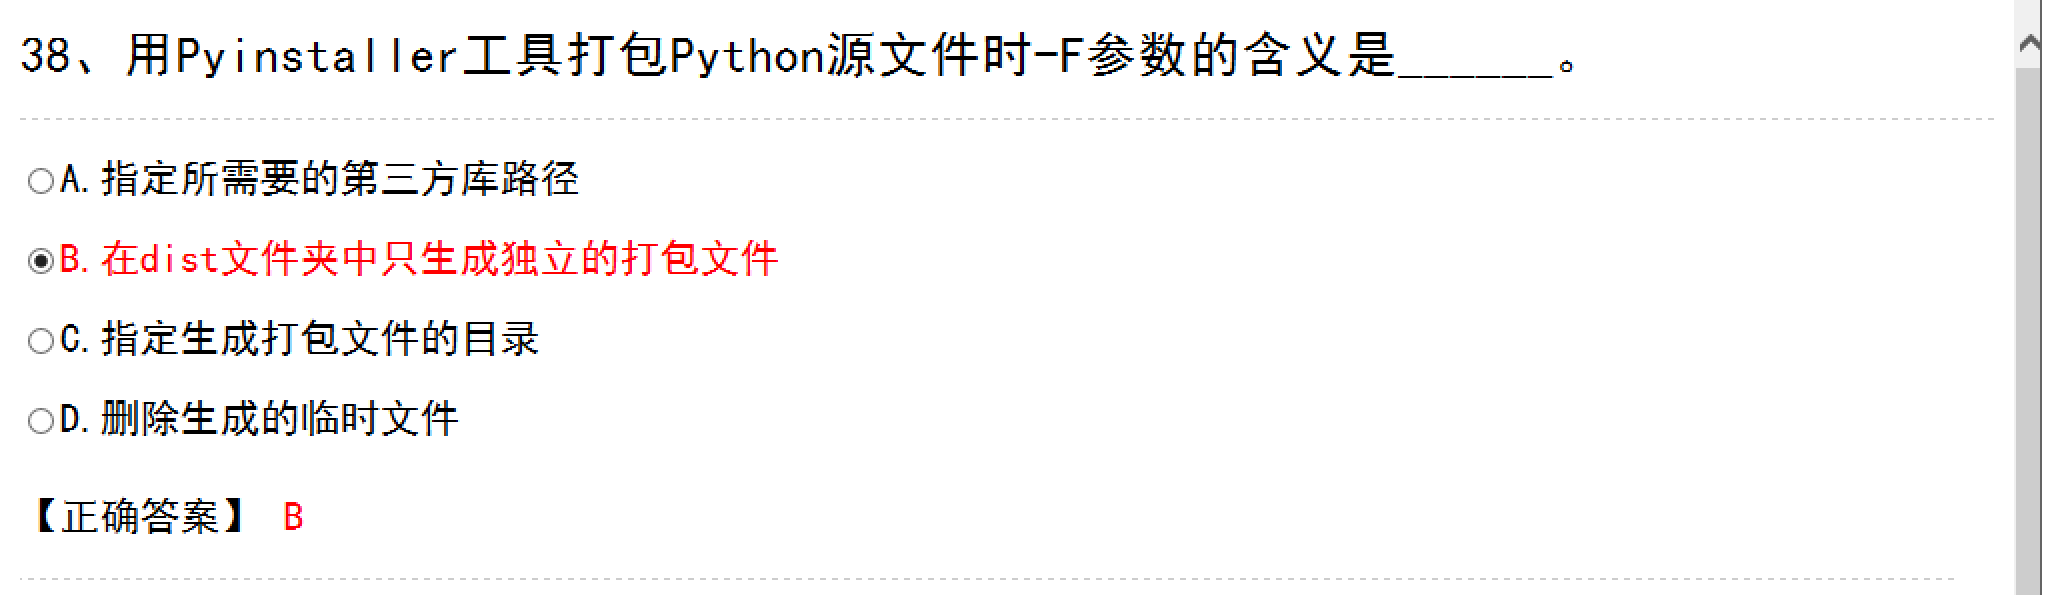 38、用Pyinstaller工具打包Python源文件时-F参数的含义是______。
A.指定所需要的第三方库路径
B.在dist文件夹中只生成独立的打包文件
C.指定生成打包文件的目录
D.删除生成的临时文件
【正确答案】 B